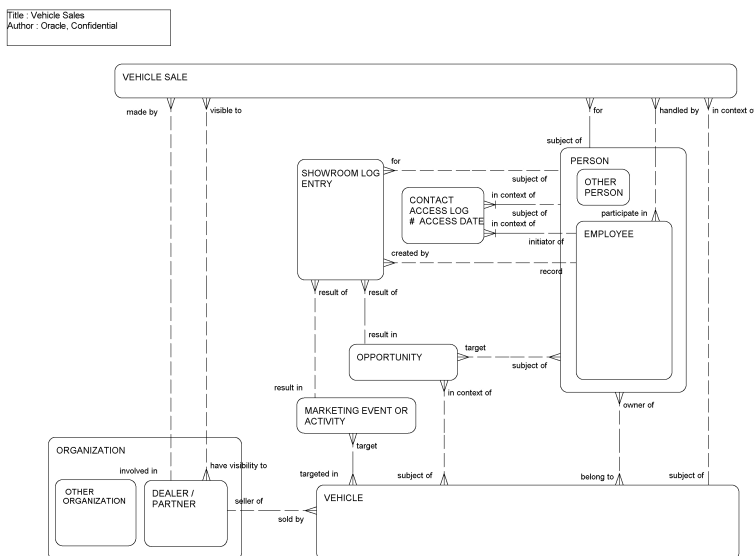 Title : Vehicle Sales
Author : Oracle, Confidential
VEHICLE SALE
made by
visible to
for
handled by
in context o
subject of
SHOWROOM LOG
ENTRY
for
subject of
PERSON
OTHER
PERSON
CONTACT
ACCESS LOG
# ACCESS DATE
in context of
subject of
in context of
initiator of
participate in
EMPLOYEE
created by
record
result of
result of
result in
OPPORTUNITY
target
subject of
result in
in context of
MARKETING EVENT OR
ACTIVITY
owner of
target
ORGANIZATION
involved in
have visibility to
targeted in
subject of
belong to
subject of
OTHER
ORGANIZATION
DEALER /
PARTNER
seller of
sold by
VEHICLE